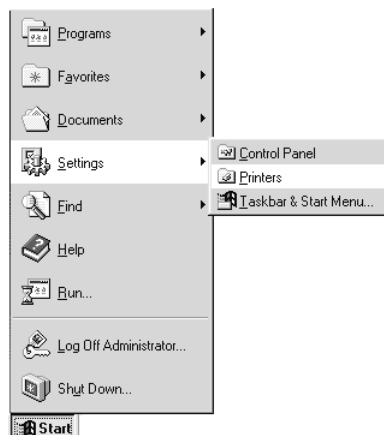 Programs
Favorites
Documents
Settings
Control Panel
Printers
Taskbar & Start Menu...
Find
Help
Run...
Log Off Administrator...
Shut Down...
Start